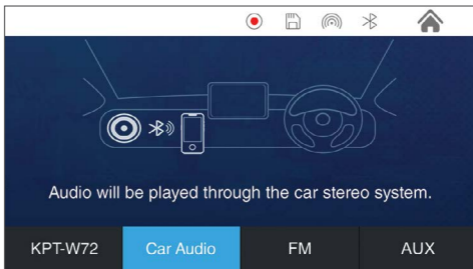 Audio will be played through the car stereo system.
KPT-W72
Car Audio
FM
AUX